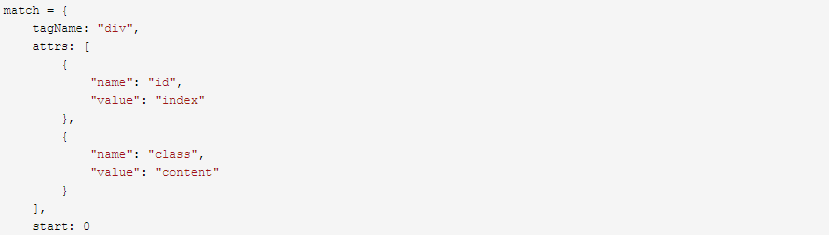 match = {
    tagName: "div",
    attrs: [
        {
            "name": "id",
            "value": "index"
        },
        {
            "name": "class",
            "value": "content"
        }
    ],
    start: 0